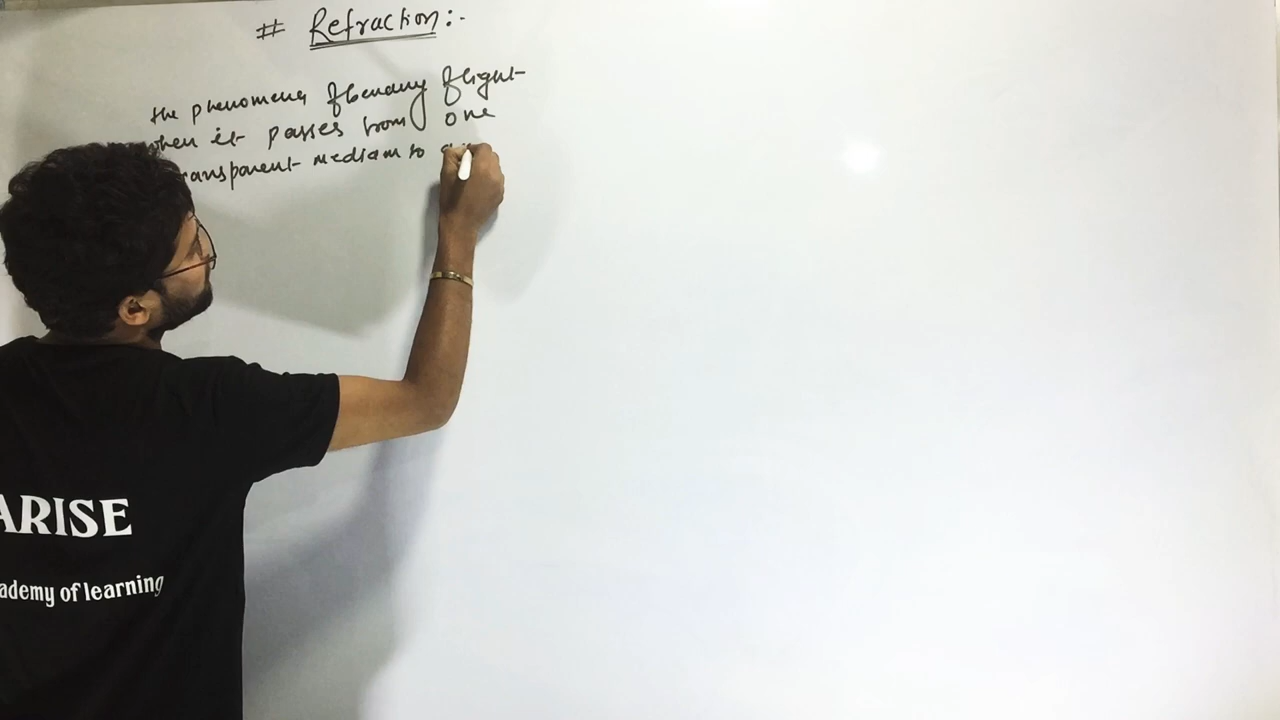 # Refraction:-
the phenomena of bending of light
when it passes from one
ransparent medium to
ARISE
ademy of learning